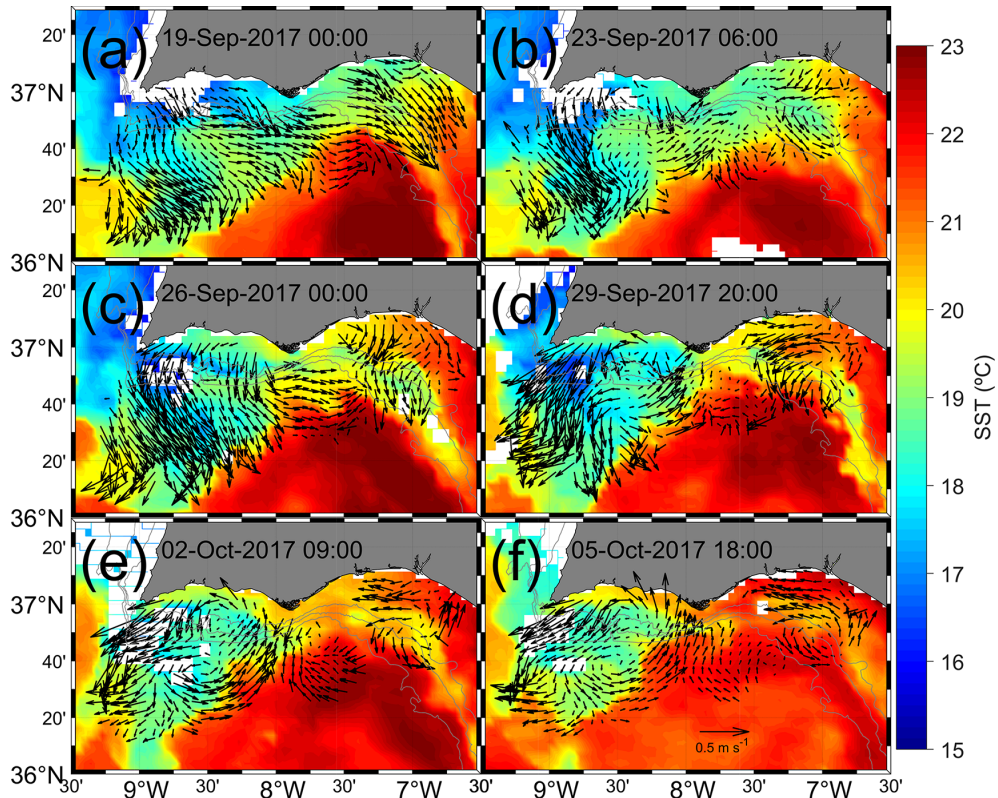 (a) 19-Sep-2017 00:00
(b) 23-Sep-2017 06:00
20'
37°N
40'
20'
36°N
(c) 26-Sep-2017 00:00
(d) 29-Sep-2017 20:00
20'
37°N
40'
20'
36°N
(e) 02-Oct-2017 09:00
(f) 05-Oct-2017 18:00
20'
37°N
40'
20'
36°N
0.5 m s-1
30' 9°W 30' 8°W 30' 7°W 30' 9°W 30' 8°W 30' 7°W 30'
23
22
21
20
19
18
17
16
15
SST (ºC)